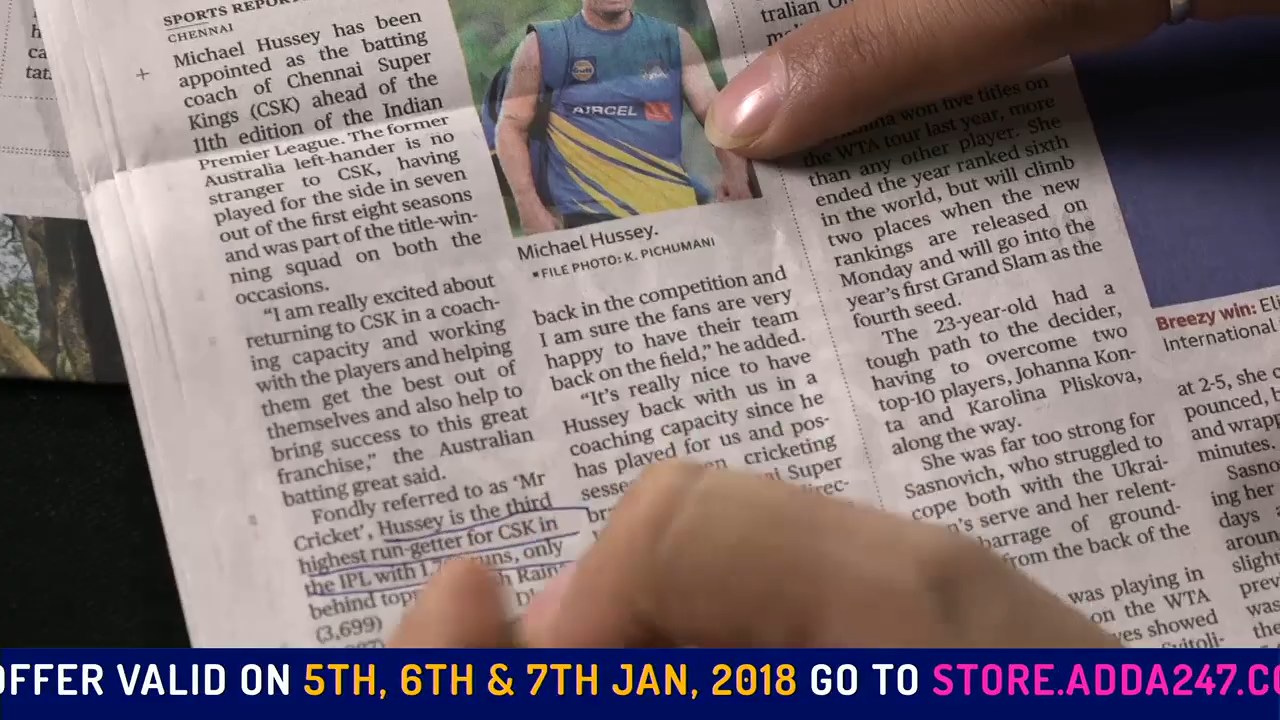 SPORTS
CHENNAI
Michael Hussey has been
appointed as the batting
coach of Chennai Super
Kings (CSK) ahead of the
11th edition of the Indian
Premier League. The former
Australia left-hander is no
stranger to CSK, having
played for the side in seven
out of the first eight seasons
and was part of the title-win-
ning squad on both the
occasions.
"I am really excited about
returning to CSK in a coach-
ing capacity and working
with the players and helping
them get the best out of
themselves and also help to
bring success to this great
franchise," the Australian
batting great said.
Fondly referred to as 'Mr
Cricket', Hussey is the third
highest run-getter for CSK in
the IPL with runs, only
behind
(3,699)
AIRCEL
Michael Hussey.
■ FILE PHOTO: K. PICHUMANI
back in the competition and
I am sure the fans are very
happy to have their team
back on the field," he added.
"It's really nice to have
Hussey back with us in a
coaching capacity since he
has played for us and pos-
cricketing
Super
won five titles on
the WTA tour last year, more
than any other player. She
ended the year ranked sixth
in the world, but will climb
two places when the new
rankings are released on
Monday and will go into the
year's first Grand Slam as the
fourth seed.
The 23-year-old had a
tough path to the decider,
having to overcome two
top-10 players, Johanna Kon-
ta and Karolina Pliskova,
along the way.
She was far too strong for
Sasnovich, who struggled to
cope both with the Ukrai-
serve and her relent-
barrage of ground-
from the back of the
was playing in
on the WTA
showed
Breezy win:
International
at 2-5, she
pounced,
and
minutes.
ing her
days
OFFER VALID ON 5TH, 6TH & 7TH JAN, 2018 GO TO STORE.ADDA247.CO